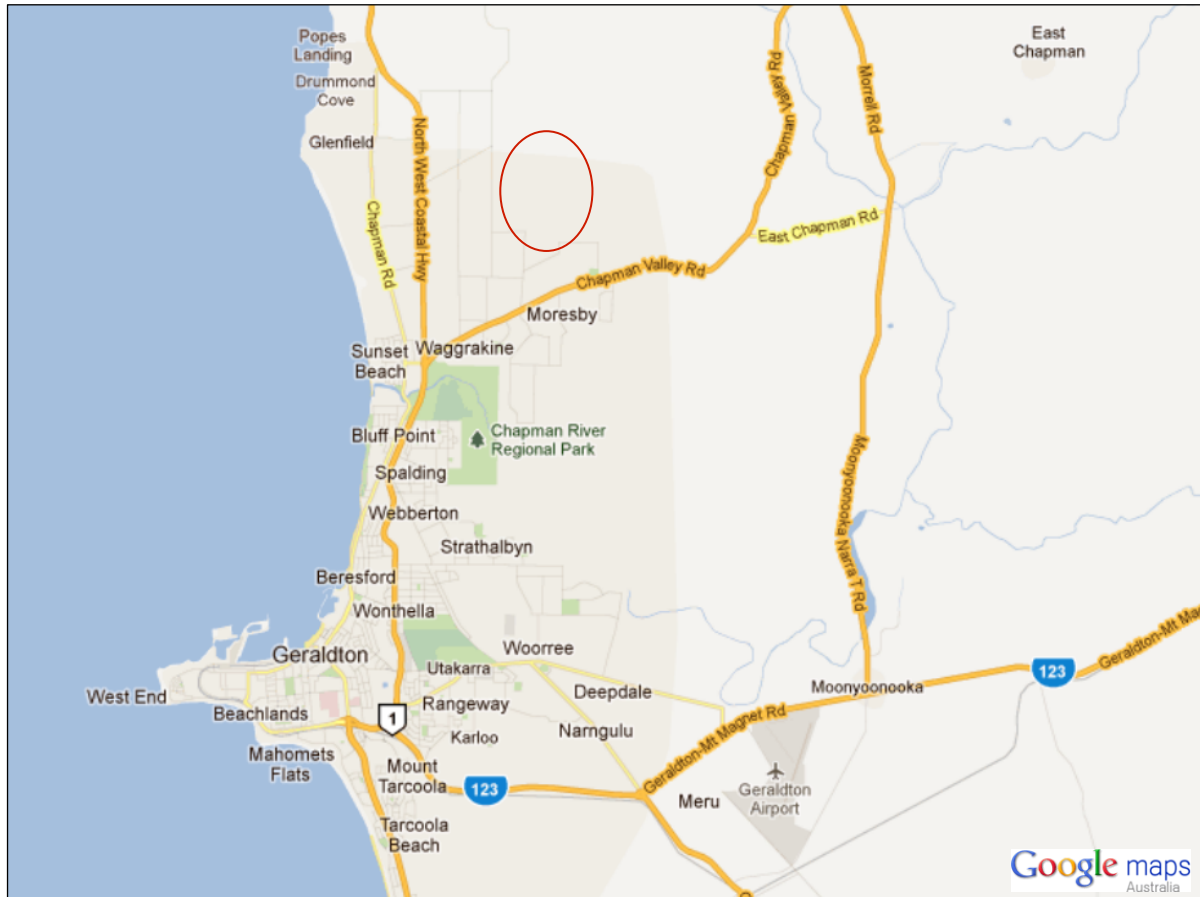 Popes
Landing
East
Chapman
Drummond
Cove
Glenfield
North West Coastal Hwy
Chapman Valley Rd
Morrell Rd
Chapman Rd
East Chapman Rd
Chapman Valley Rd
Moresby
Sunset
Beach
Waggrakine
Bluff Point
Chapman River
Regional Park
Spalding
Webberton
Strathalbyn
Moonyoonooka Narra T Rd
Beresford
Wonthella
Geraldton
Woorree
Utakarra
Deepdale
Geraldton-Mt Mag
123
West End
Beachlands
Rangeway
Moonyoonooka
1
Narngulu
Geraldton-Mt Magnet Rd
Karloo
Mahomets
Flats
Mount
Tarcoola
123
Meru
Geraldton
Airport
Tarcoola
Beach
Google maps
Australia